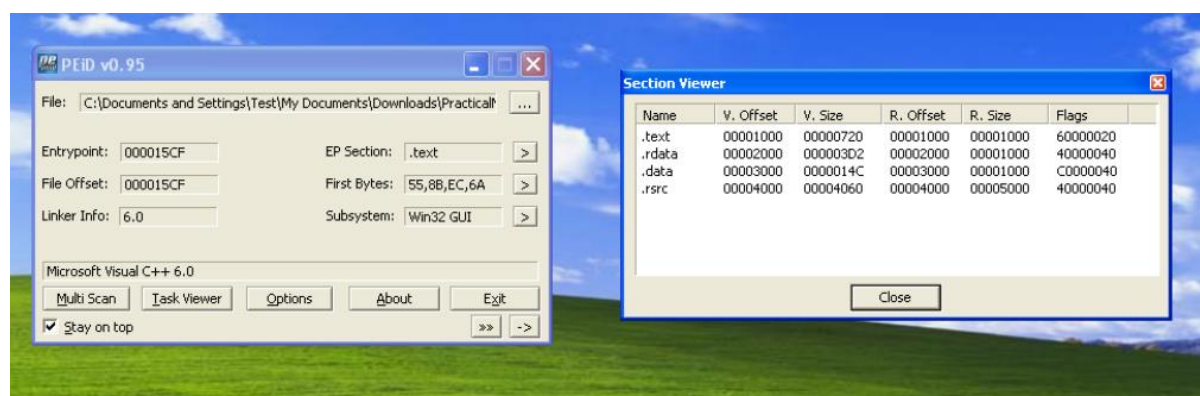 PEiD v0.95
File: C:\Documents and Settings\Test\My Documents\Downloads\Practical ...
Entrypoint: 000015CF EP Section: .text >
File Offset: 000015CF First Bytes: 55,8B,EC,6A >
Linker Info: 6.0 Subsystem: Win32 GUI >
Microsoft Visual C++ 6.0
Multi Scan Task Viewer Options About Exit
Stay on top >> ->
Section Viewer
Name V. Offset V. Size R. Offset R. Size Flags
.text 00001000 00000720 00001000 00001000 60000020
.rdata 00002000 000003D2 00002000 00001000 40000040
.data 00003000 0000014C 00003000 00001000 C0000040
.rsrc 00004000 00004060 00004000 00005000 40000040
Close